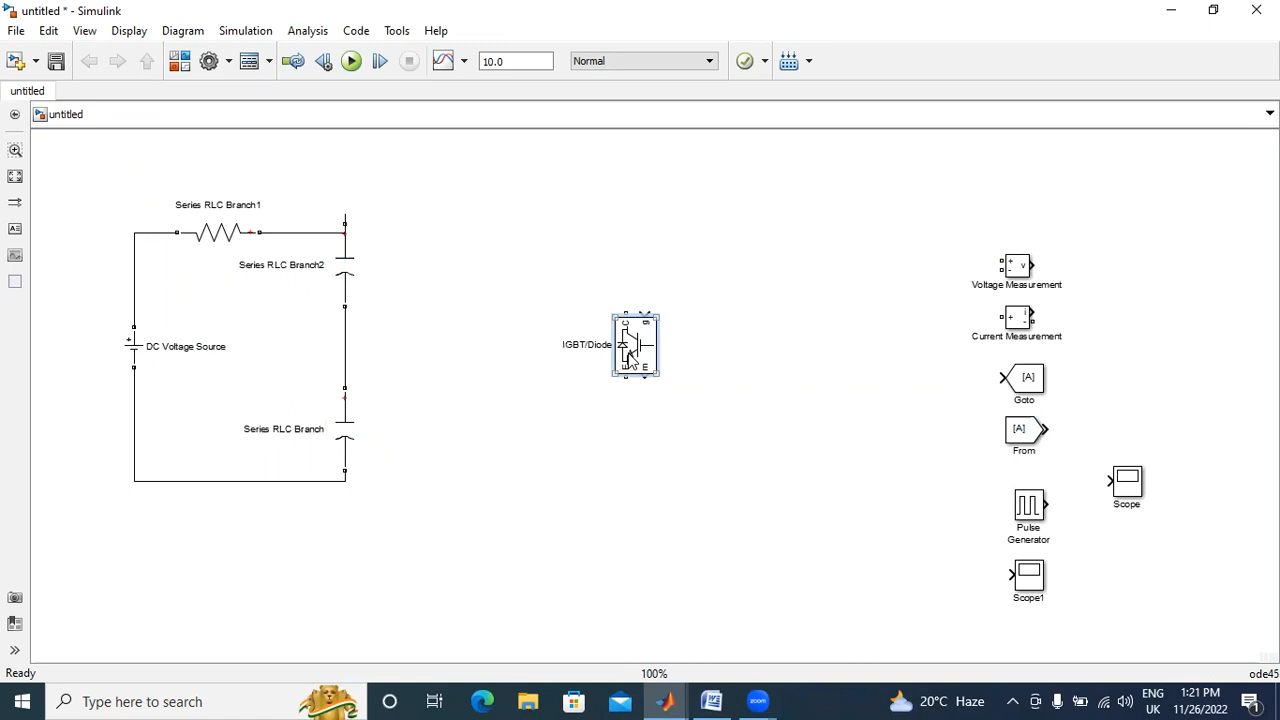 untitled * - Simulink
File Edit View Display Diagram Simulation Analysis Code Tools Help
10.0 Normal
untitled
untitled
Series RLC Branch1
Series RLC Branch2
DC Voltage Source
Series RLC Branch
IGBT/Diode
C g
E m
+ - v
Voltage Measurement
+ i -
Current Measurement
[A]
Goto
[A]
From
Scope
Pulse
Generator
Scope1
Ready 100% ode45
Type here to search
20°C Haze
ENG
UK
1:21 PM
11/26/2022
1